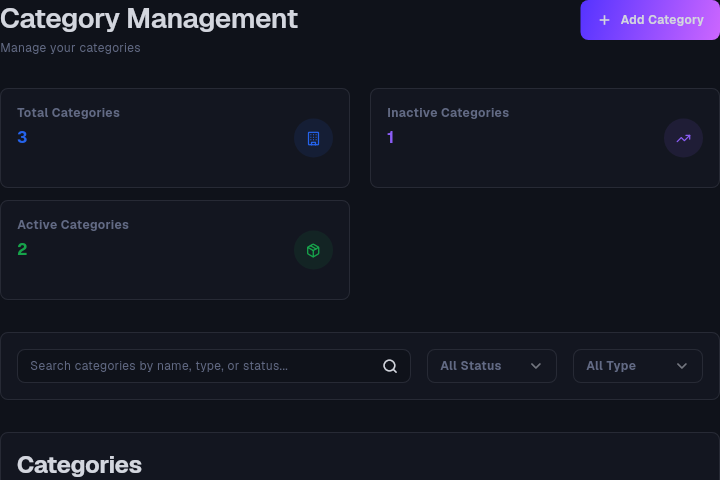 Category Management
Manage your categories
Add Category
Total Categories
3
Inactive Categories
1
Active Categories
2
Search categories by name, type, or status...
All Status
All Type
Categories